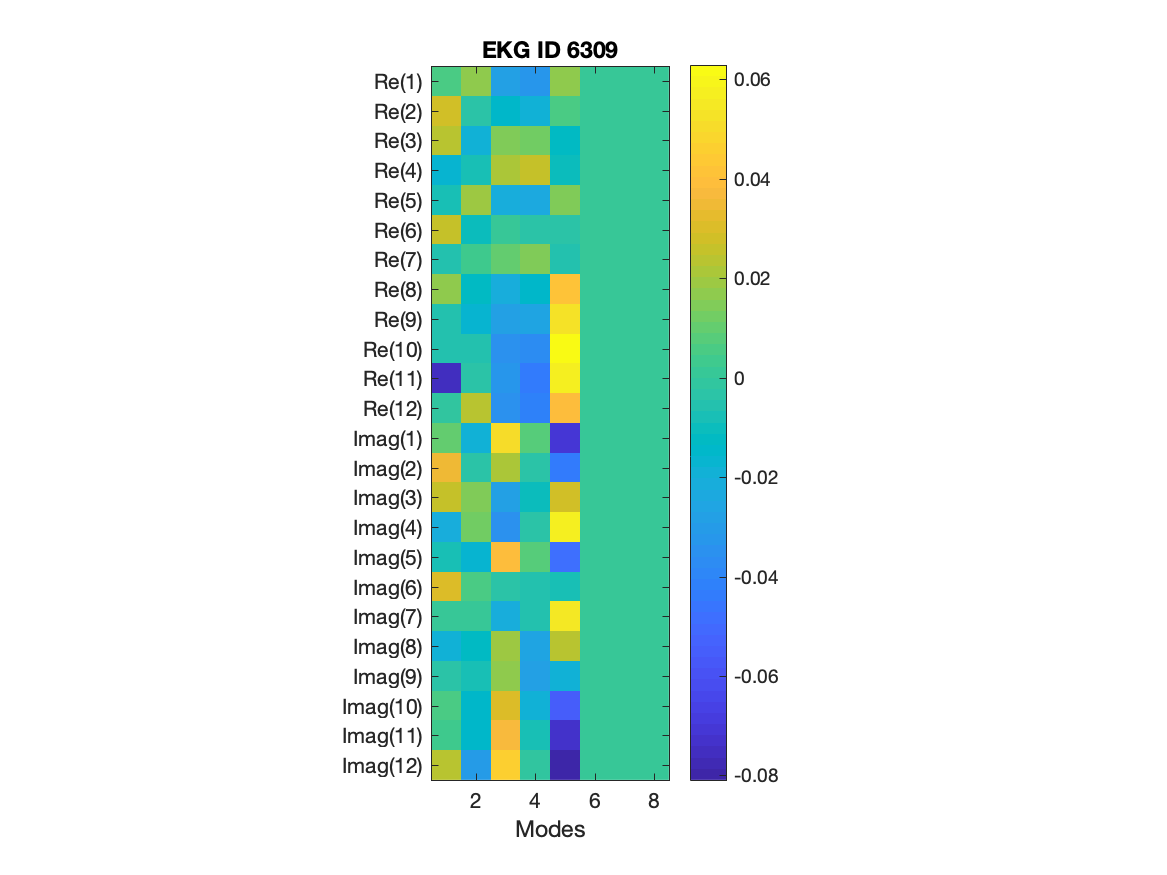 EKG ID 6309
Re(1)
Re(2)
Re(3)
Re(4)
Re(5)
Re(6)
Re(7)
Re(8)
Re(9)
Re(10)
Re(11)
Re(12)
Imag(1)
Imag(2)
Imag(3)
Imag(4)
Imag(5)
Imag(6)
Imag(7)
Imag(8)
Imag(9)
Imag(10)
Imag(11)
Imag(12)
2 4 6 8
Modes
0.06
0.04
0.02
0
-0.02
-0.04
-0.06
-0.08